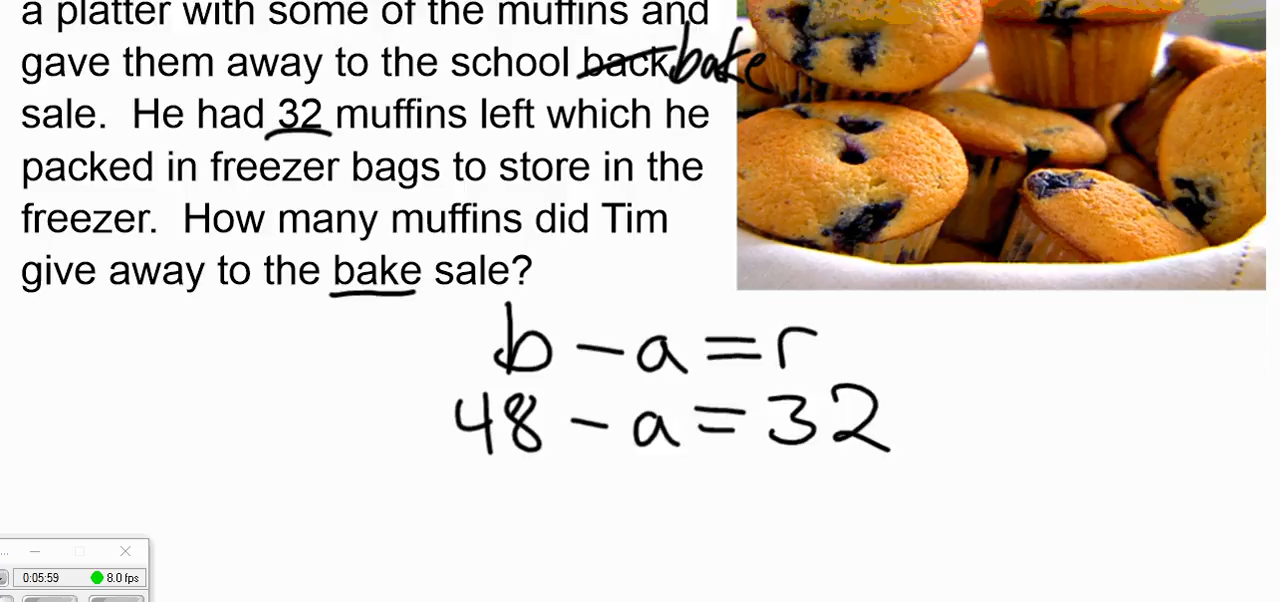 a platter with some of the muffins and
gave them away to the school back bake
sale. He had 32 muffins left which he
packed in freezer bags to store in the
freezer. How many muffins did Tim
give away to the bake sale?
b - a = r
48 - a = 32
...
0:05:59 8.0 fps